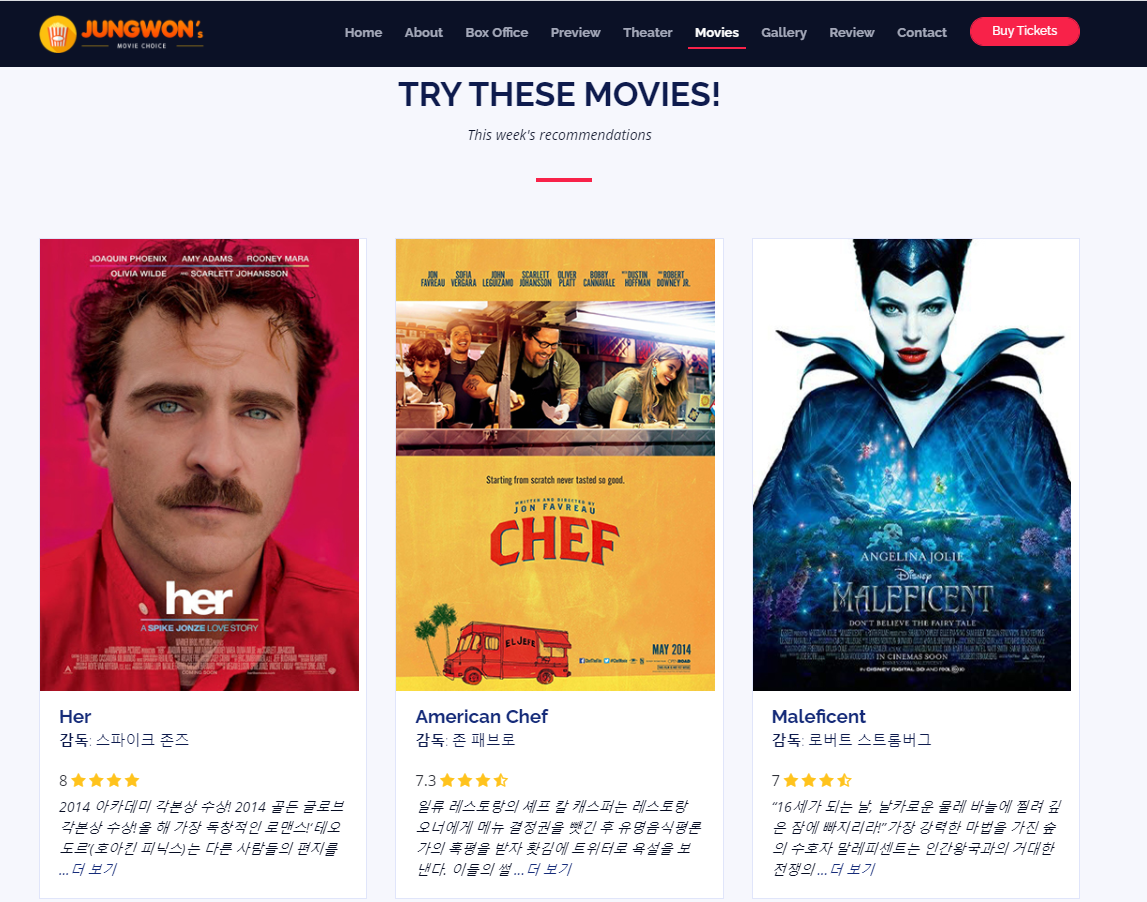 JUNGWON's
MOVIE CHOICE
Home About Box Office Preview Theater Movies Gallery Review Contact Buy Tickets
TRY THESE MOVIES!
This week's recommendations
JOAQUIN PHOENIX AMY ADAMS ROONEY MARA
OLIVIA WILDE AND SCARLETT JOHANSSON
her
A SPIKE JONZE LOVE STORY
COMING SOON
JON FAVREAU SOFIA VERGARA JOHN LEGUIZAMO SCARLETT JOHANSSON OLIVER PLATT BOBBY CANNAVALE WITH DUSTIN HOFFMAN AND ROBERT DOWNEY JR.
Starting from scratch never tasted so good.
WRITTEN AND DIRECTED BY
JON FAVREAU
CHEF
EL JEFE
MAY 2014
ANGELINA JOLIE
Disney
MALEFICENT
DON'T BELIEVE THE FAIRY TALE
IN CINEMAS SOON
IN DISNEY DIGITAL 3D AND
Her
감독: 스파이크 존즈
8
2014 아카데미 각본상 수상! 2014 골든 글로브
각본상 수상!올 해 가장 독창적인 로맨스!‘테오
도르’(호아킨 피닉스)는 다른 사람들의 편지를
...더 보기
American Chef
감독: 존 패브로
7.3
일류 레스토랑의 셰프 칼 캐스퍼는 레스토랑
오너에게 메뉴 결정권을 뺏긴 후 유명음식평론
가의 혹평을 받자 홧김에 트위터로 욕설을 보
낸다. 이들의 썰 ...더 보기
Maleficent
감독: 로버트 스트롬버그
7
“16세가 되는 날, 날카로운 물레 바늘에 찔려 깊
은 잠에 빠지리라!” 가장 강력한 마법을 가진 숲
의 수호자 말레피센트는 인간왕국과의 거대한
전쟁의 ...더 보기